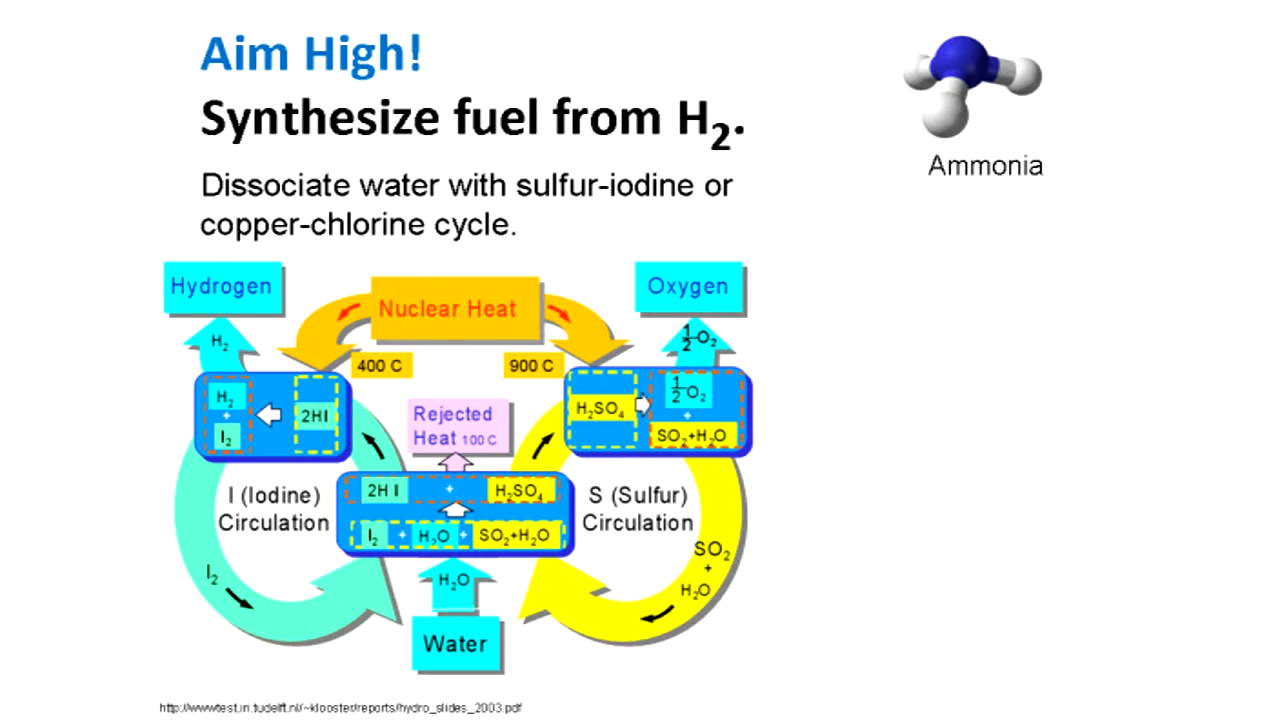 Aim High!
Synthesize fuel from H₂.
Ammonia
Dissociate water with sulfur-iodine or
copper-chlorine cycle.
Hydrogen
Nuclear Heat
Oxygen
H₂
½O₂
400 C
900 C
H₂
+
I₂
2HI
Rejected
Heat 100 C
H₂SO₄
½O₂
+
SO₂+H₂O
I (Iodine)
Circulation
2H I + H₂SO₄
I₂ + H₂O + SO₂+H₂O
S (Sulfur)
Circulation
I₂
H₂O
SO₂
+
H₂O
Water